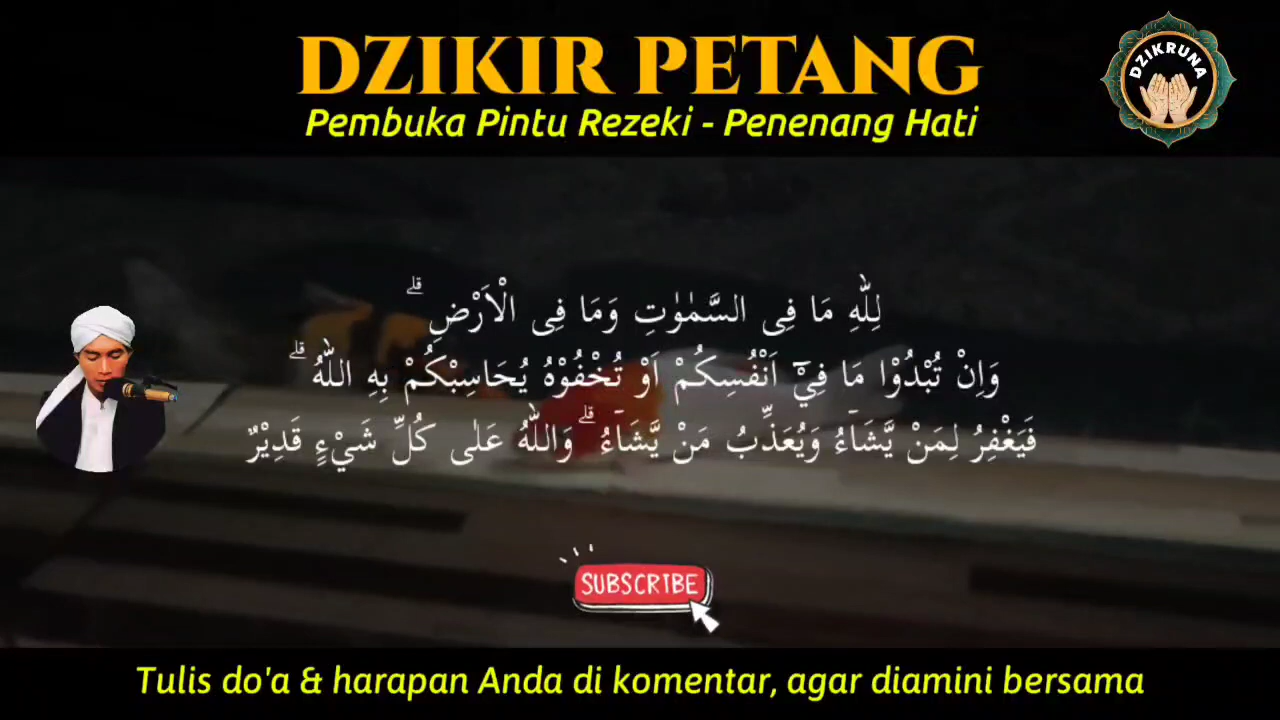 DZIKIR PETANG
Pembuka Pintu Rezeki - Penenang Hati
DZIKRUNA
لِلّٰهِ مَا فِى السَّمٰوٰتِ وَمَا فِى الْاَرْضِ ۗ
وَاِنْ تُبْدُوْا مَا فِيْٓ اَنْفُسِكُمْ اَوْ تُخْفُوْهُ يُحَاسِبْكُمْ بِهِ اللّٰهُ ۗ
فَيَغْفِرُ لِمَنْ يَّشَاۤءُ وَيُعَذِّبُ مَنْ يَّشَاۤءُ ۗ وَاللّٰهُ عَلٰى كُلِّ شَيْءٍ قَدِيْرٌ
SUBSCRIBE
Tulis do'a & harapan Anda di komentar, agar diamini bersama